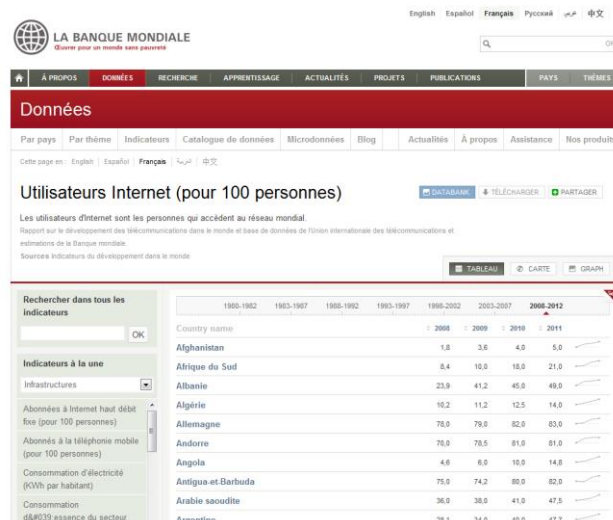 English Español Français Русский عربي 中文
LA BANQUE MONDIALE
Œuvrer pour un monde sans pauvreté
À PROPOS DONNÉES RECHERCHE APPRENTISSAGE ACTUALITÉS PROJETS PUBLICATIONS PAYS THÈMES
Données
Par pays Par thème Indicateurs Catalogue de données Microdonnées Blog Actualités À propos Assistance Nos produits
Cette page en : English Español Français العربية 中文
Utilisateurs Internet (pour 100 personnes)
DATABANK TÉLÉCHARGER PARTAGER
Les utilisateurs d'Internet sont les personnes qui accèdent au réseau mondial.
Rapport sur le développement des télécommunications dans le monde et base de données de l'Union internationale des télécommunications et
estimations de la Banque mondiale.
Sources Indicateurs du développement dans le monde
TABLEAU CARTE GRAPH
Rechercher dans tous les
indicateurs
OK
Indicateurs à la une
Infrastructures
Abonnées à Internet haut débit
fixe (pour 100 personnes)
Abonnés à la téléphonie mobile
(pour 100 personnes)
Consommation d'électricité
(KWh par habitant)
Consommation
d&#039;essence du secteur
1980-1982 1983-1987 1988-1992 1993-1997 1998-2002 2003-2007 2008-2012
Country name 2008 2009 2010 2011
Afghanistan 1,8 3,6 4,0 5,0
Afrique du Sud 8,4 10,0 18,0 21,0
Albanie 23,9 41,2 45,0 49,0
Algérie 10,2 11,2 12,5 14,0
Allemagne 78,0 79,0 82,0 83,0
Andorre 70,0 78,5 81,0 81,0
Angola 4,6 6,0 10,0 14,8
Antigua-et-Barbuda 75,0 74,2 80,0 82,0
Arabie saoudite 36,0 38,0 41,0 47,5
Argentine 28,1 34,0 40,0 47,7